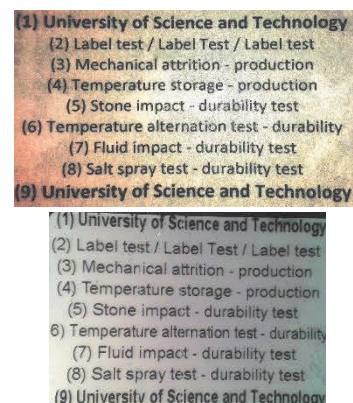 (1) University of Science and Technology
(2) Label test / Label Test / Label test
(3) Mechanical attrition - production
(4) Temperature storage - production
(5) Stone impact - durability test
(6) Temperature alternation test - durability
(7) Fluid impact - durability test
(8) Salt spray test - durability test
(9) University of Science and Technology
(1) University of Science and Technology
(2) Label test / Label Test / Label test
(3) Mechanical attrition - production
(4) Temperature storage - production
(5) Stone impact - durability test
6) Temperature alternation test - durability
(7) Fluid impact - durability test
(8) Salt spray test - durability test
(9) University of Science and Technology